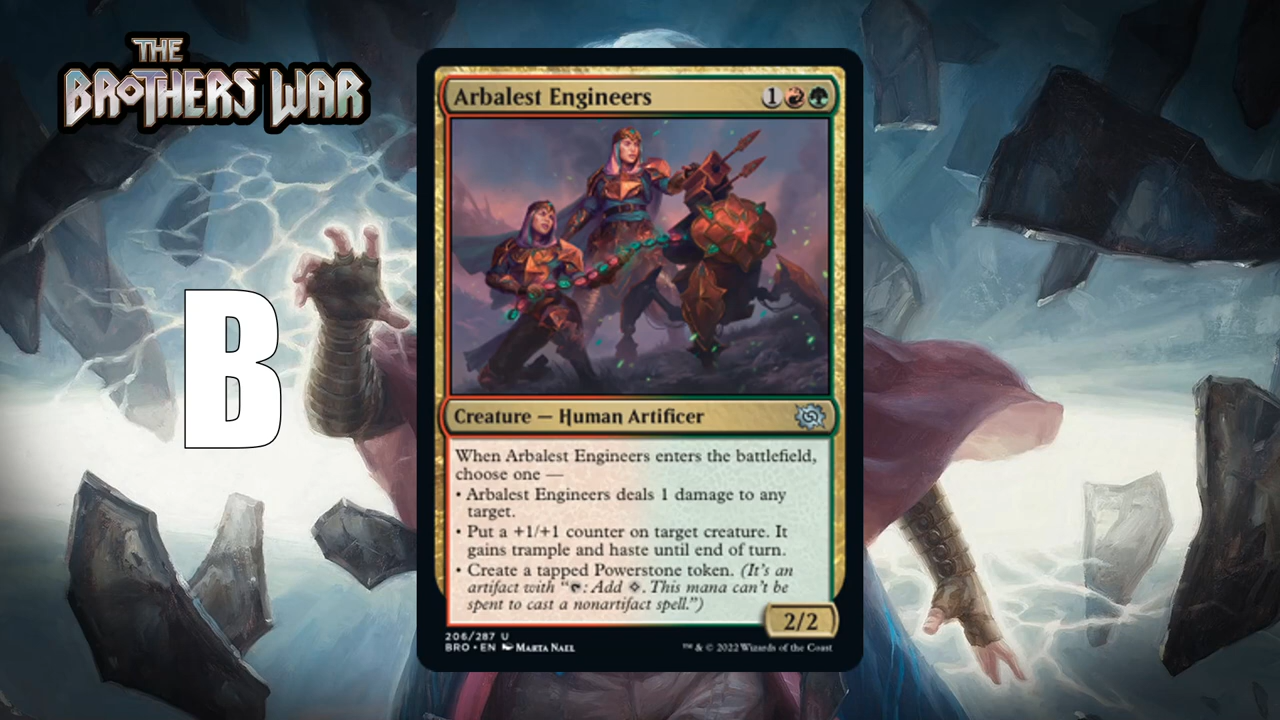 THE
BROTHERS' WAR
B
Arbalest Engineers 1
Creature — Human Artificer
When Arbalest Engineers enters the battlefield,
choose one —
• Arbalest Engineers deals 1 damage to any
target.
• Put a +1/+1 counter on target creature. It
gains trample and haste until end of turn.
• Create a tapped Powerstone token. (It's an
artifact with “: Add . This mana can't be
spent to cast a nonartifact spell.”)
2/2
206/287 U
BRO • EN MARTA NAEL
™ & © 2022 Wizards of the Coast